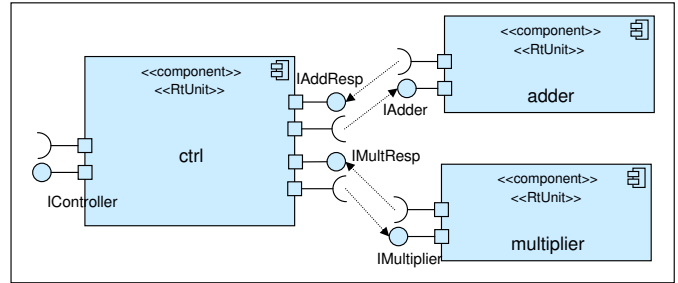 <<component>>
<<RtUnit>>
ctrl
IController
IAddResp
IAdder
IMultResp
IMultiplier
<<component>>
<<RtUnit>>
adder
<<component>>
<<RtUnit>>
multiplier